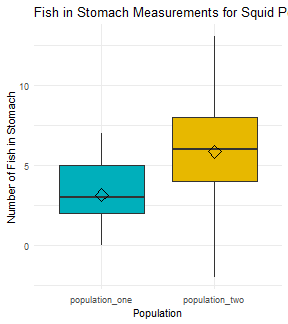 Fish in Stomach Measurements for Squid P
Number of Fish in Stomach
10
5
0
population_one
population_two
Population